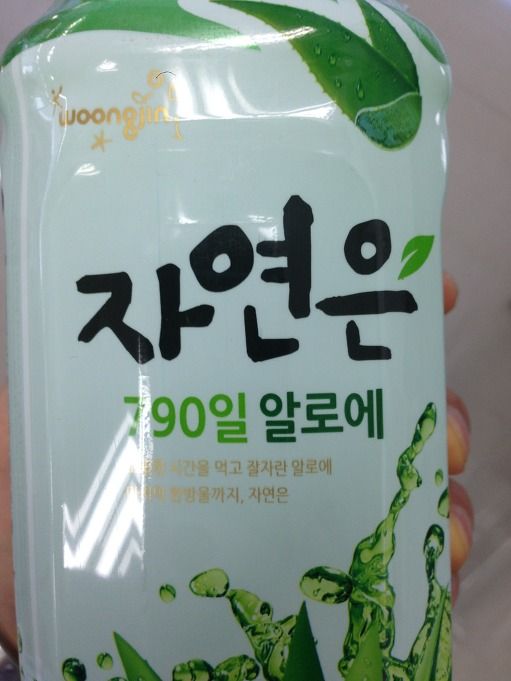 woongjin
자연은
790일 알로에
시간을 먹고 잘자란 알로에
한방울까지, 자연은